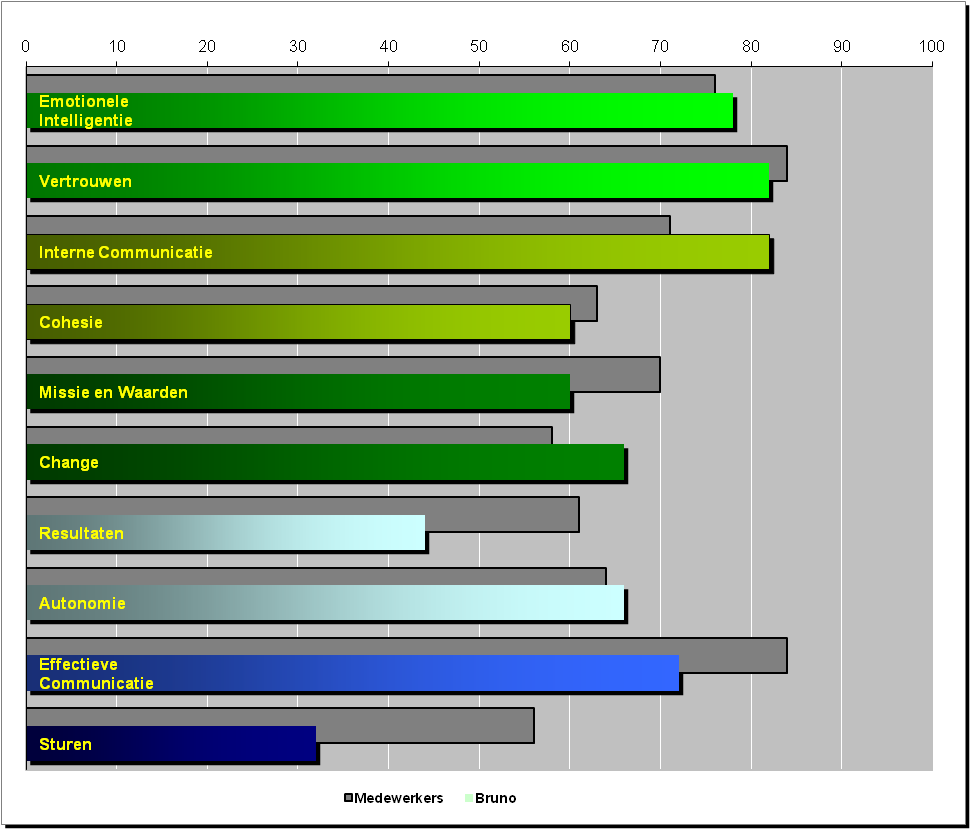 0 10 20 30 40 50 60 70 80 90 100
Emotionele
Intelligentie
Vertrouwen
Interne Communicatie
Cohesie
Missie en Waarden
Change
Resultaten
Autonomie
Effectieve
Communicatie
Sturen
Medewerkers Bruno